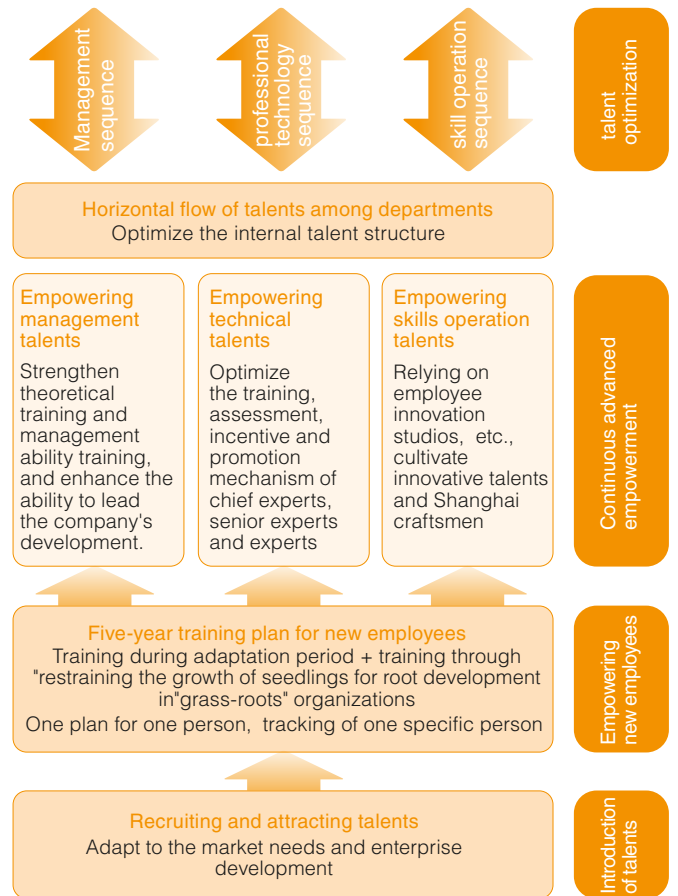 Management
sequence
professional
technology
sequence
skill operation
sequence
talent
optimization
Horizontal flow of talents among departments
Optimize the internal talent structure
Empowering
management
talents
Strengthen
theoretical
training and
management
ability training,
and enhance the
ability to lead
the company's
development.
Empowering
technical
talents
Optimize
the training,
assessment,
incentive and
promotion
mechanism of
chief experts,
senior experts
and experts
Empowering
skills operation
talents
Relying on
employee
innovation
studios, etc.,
cultivate
innovative talents
and Shanghai
craftsmen
Continuous advanced
empowerment
Five-year training plan for new employees
Training during adaptation period + training through
"restraining the growth of seedlings for root development
in"grass-roots" organizations
One plan for one person, tracking of one specific person
Empowering
new employees
Recruiting and attracting talents
Adapt to the market needs and enterprise
development
Introduction
of talents